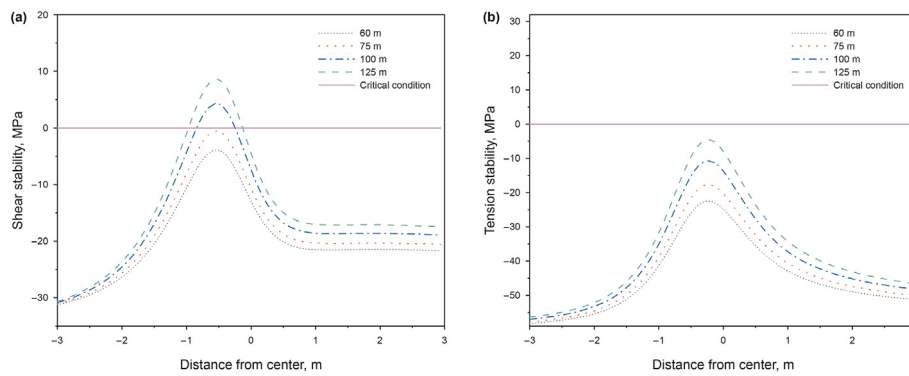 (a)
20
10
0
−10
−20
−30
−3
−2
−1
0
1
2
3
Shear stability, MPa
Distance from center, m
60 m
75 m
100 m
125 m
Critical condition
(b)
30
20
10
0
−10
−20
−30
−40
−50
−3
−2
−1
0
1
2
3
Tension stability, MPa
Distance from center, m
60 m
75 m
100 m
125 m
Critical condition